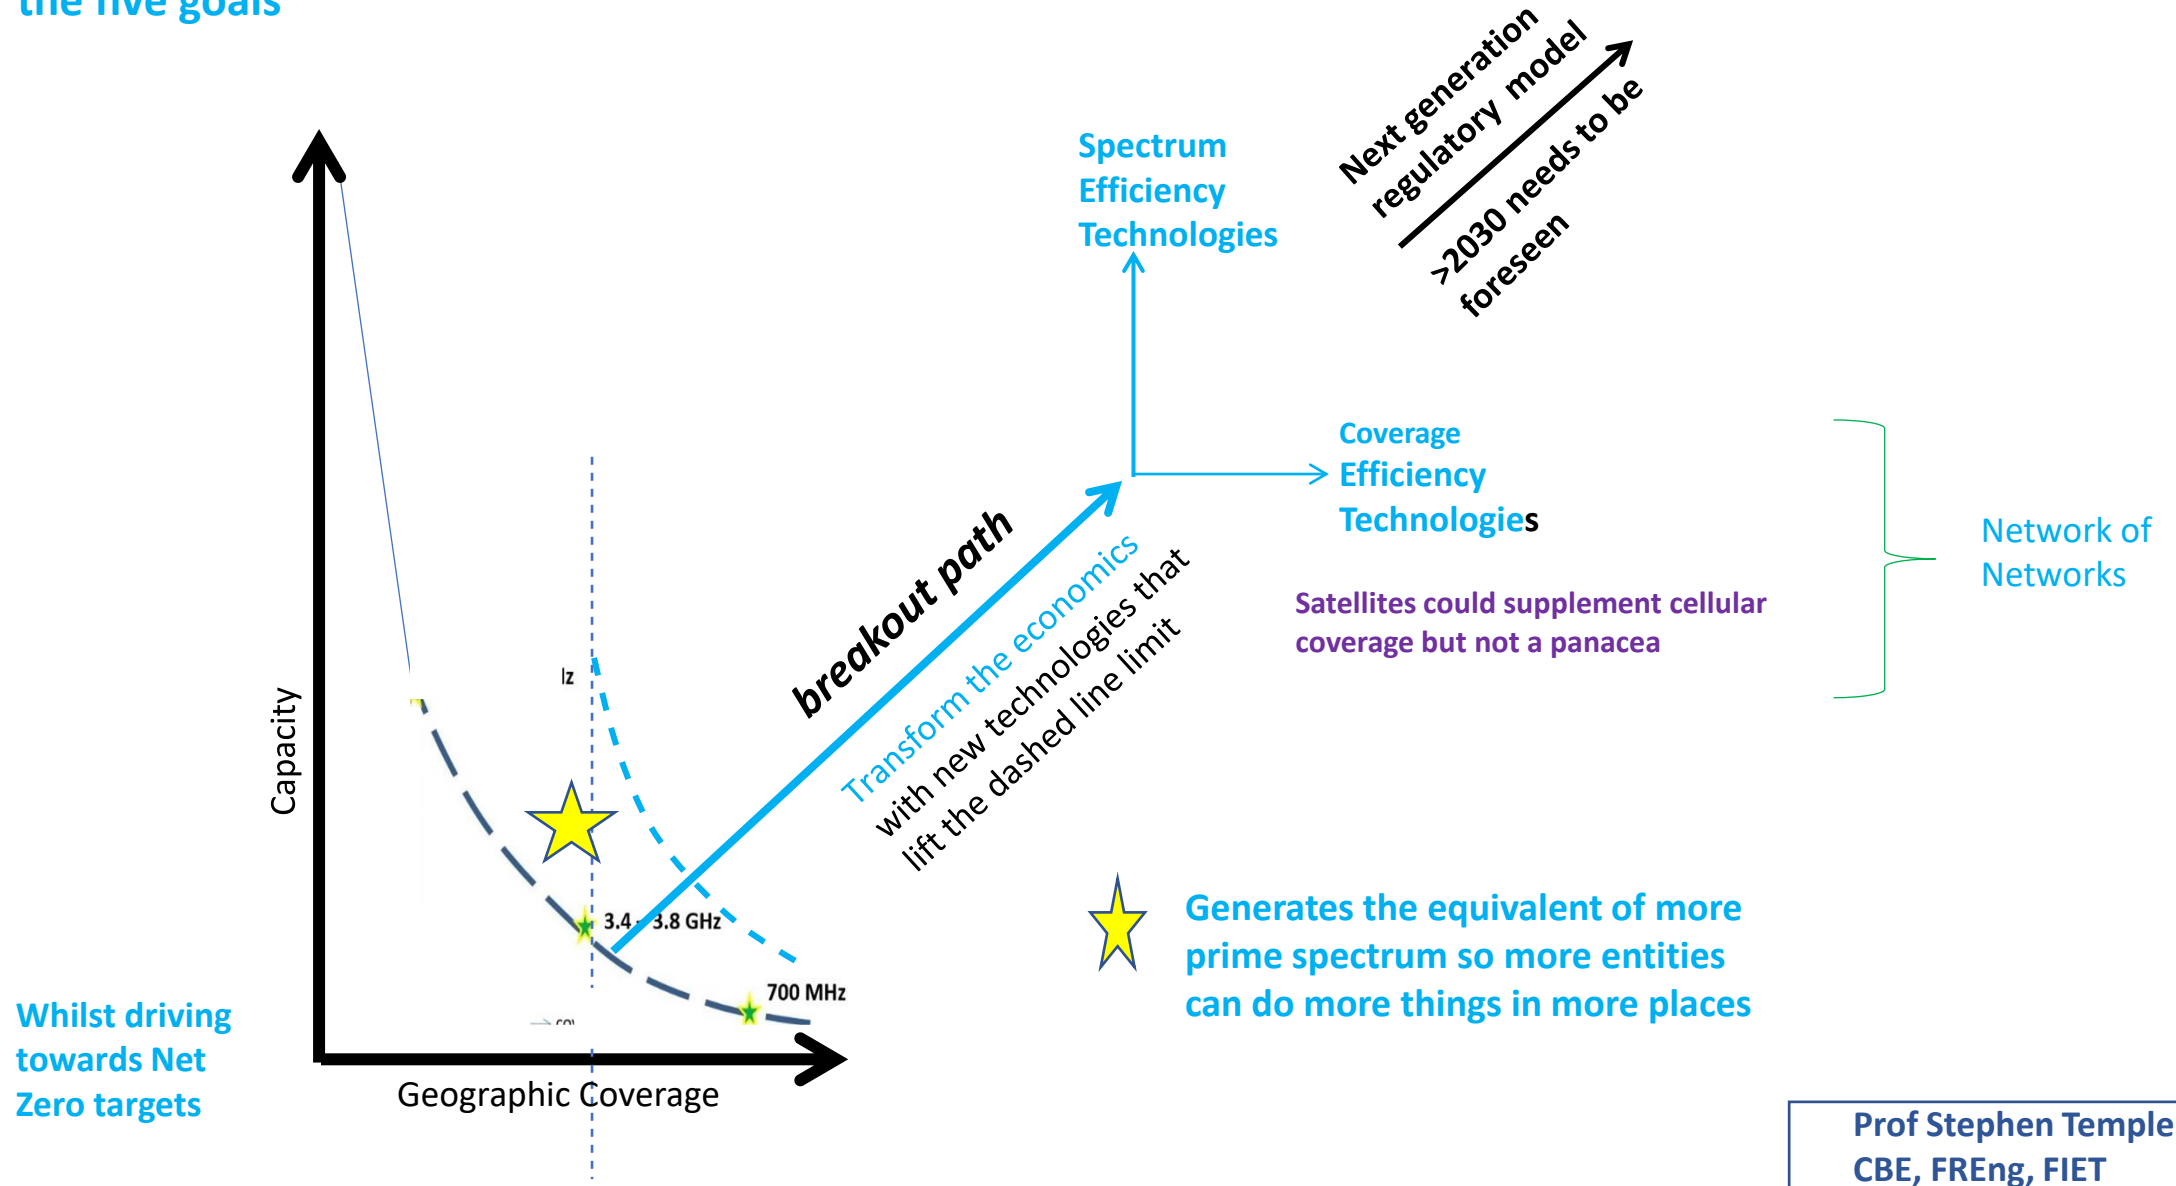 the five goals
Next generation
regulatory model
>2030 needs to be
foreseen
Spectrum
Efficiency
Technologies
Coverage
Efficiency
Technologies
Network of
Networks
Satellites could supplement cellular
coverage but not a panacea
breakout path
Transform the economics
with new technologies that
lift the dashed line limit
Capacity
3.4 - 3.8 GHz
700 MHz
Generates the equivalent of more
prime spectrum so more entities
can do more things in more places
Whilst driving
towards Net
Zero targets
Geographic Coverage
Prof Stephen Temple
CBE, FREng, FIET